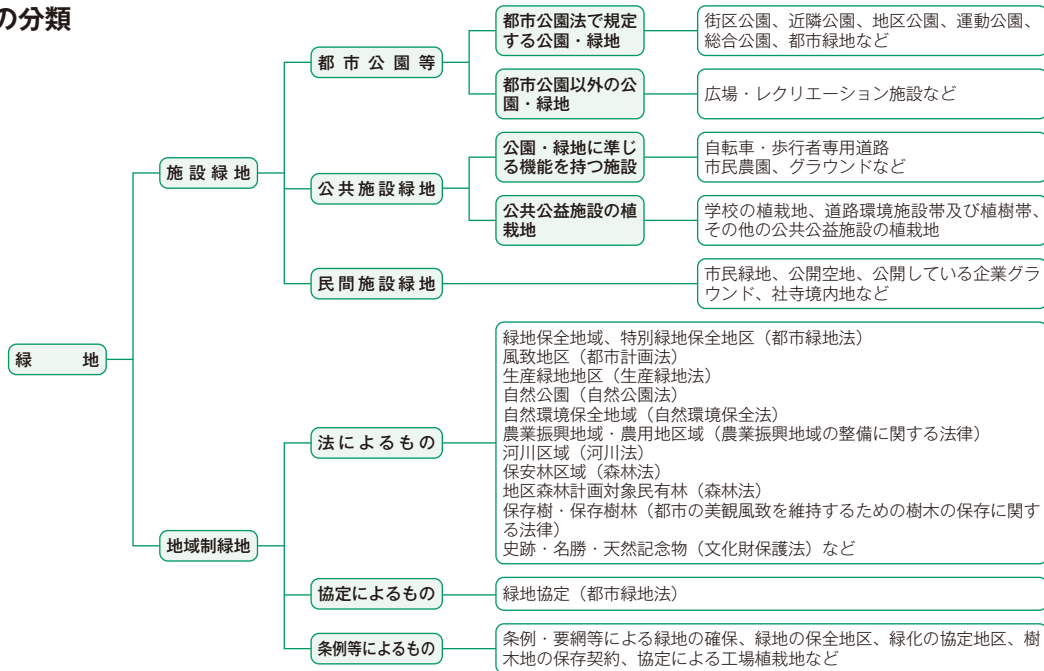 の分類
緑地
施設緑地
都市公園等
都市公園法で規定
する公園・緑地
街区公園、近隣公園、地区公園、運動公園、
総合公園、都市緑地など
都市公園以外の公
園・緑地
広場・レクリエーション施設など
公共施設緑地
公園・緑地に準じ
る機能を持つ施設
自転車・歩行者専用道路
市民農園、グラウンドなど
公共公益施設の植
栽地
学校の植栽地、道路環境施設帯及び植樹帯、
その他の公共公益施設の植栽地
民間施設緑地
市民緑地、公開空地、公開している企業グラ
ウンド、社寺境内地など
地域制緑地
法によるもの
緑地保全地域、特別緑地保全地区（都市緑地法）
風致地区（都市計画法）
生産緑地地区（生産緑地法）
自然公園（自然公園法）
自然環境保全地域（自然環境保全法）
農業振興地域・農用地区域（農業振興地域の整備に関する法律）
河川区域（河川法）
保安林区域（森林法）
地区森林計画対象民有林（森林法）
保存樹・保存樹林（都市の美観風致を維持するための樹木の保存に関す
る法律）
史跡・名勝・天然記念物（文化財保護法）など
協定によるもの
緑地協定（都市緑地法）
条例等によるもの
条例・要網等による緑地の確保、緑地の保全地区、緑化の協定地区、樹
木地の保存契約、協定による工場植栽地など